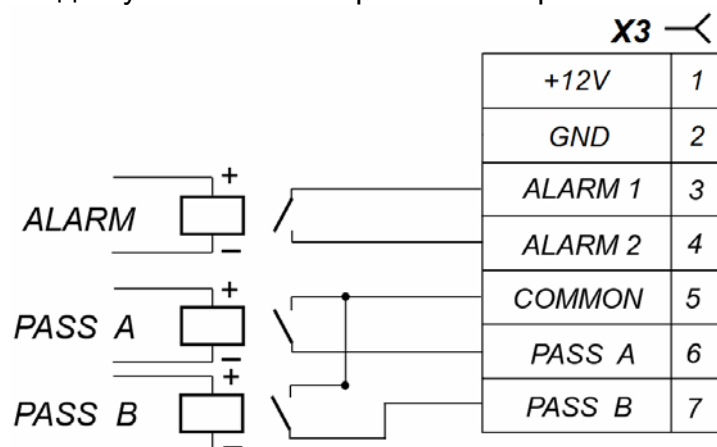 X3
+12V 1
GND 2
ALARM 1 3
ALARM 2 4
COMMON 5
PASS A 6
PASS B 7
+
ALARM
–
+
PASS A
–
+
PASS B
–